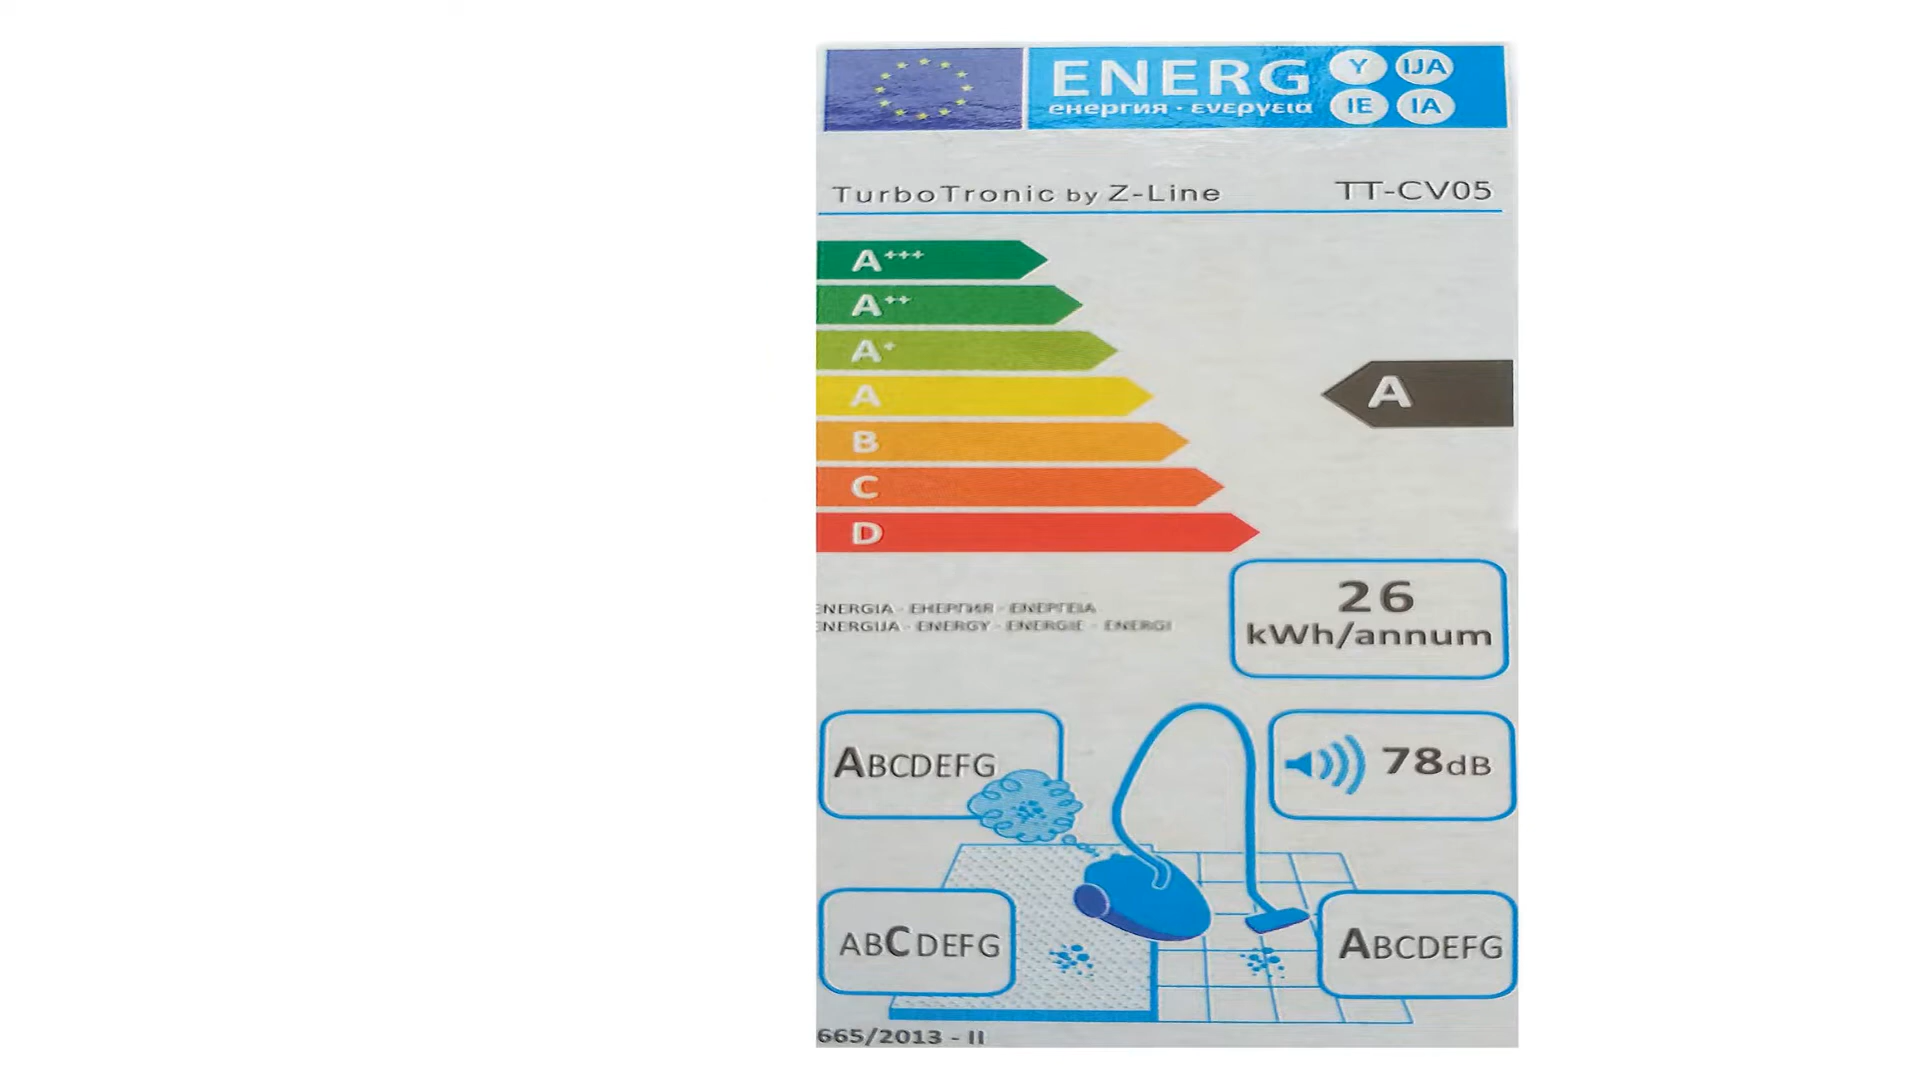 ENERG Y IJA
енергия · ενεργεια IE IA
TurboTronic by Z-Line TT-CV05
A+++
A++
A+
A
A
B
C
D
26
kWh/annum
ENERGIA - ЕНЕРГИЯ - ΕΝΕΡΓΕΙΑ
ENERGIJA - ENERGY - ENERGIE - ENERGI
ABCDEFG
78dB
ABCDEFG
ABCDEFG
665/2013 - II